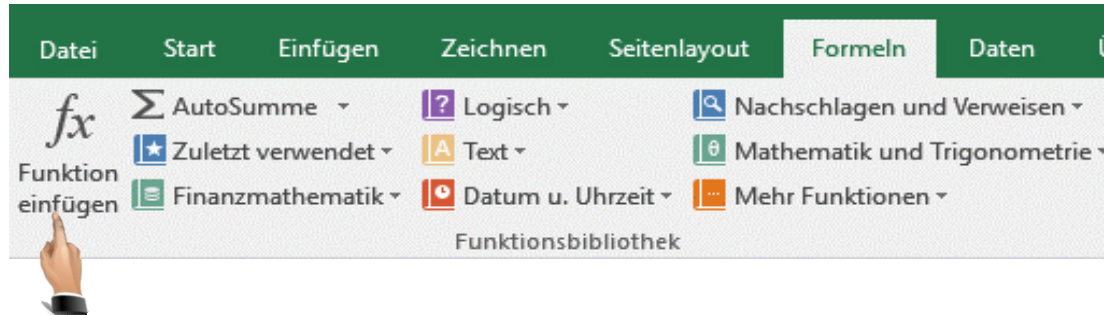 Datei Start Einfügen Zeichnen Seitenlayout Formeln Daten
fx
Funktion
einfügen
AutoSumme
Zuletzt verwendet
Finanzmathematik
Logisch
Text
Datum u. Uhrzeit
Nachschlagen und Verweisen
Mathematik und Trigonometrie
Mehr Funktionen
Funktionsbibliothek